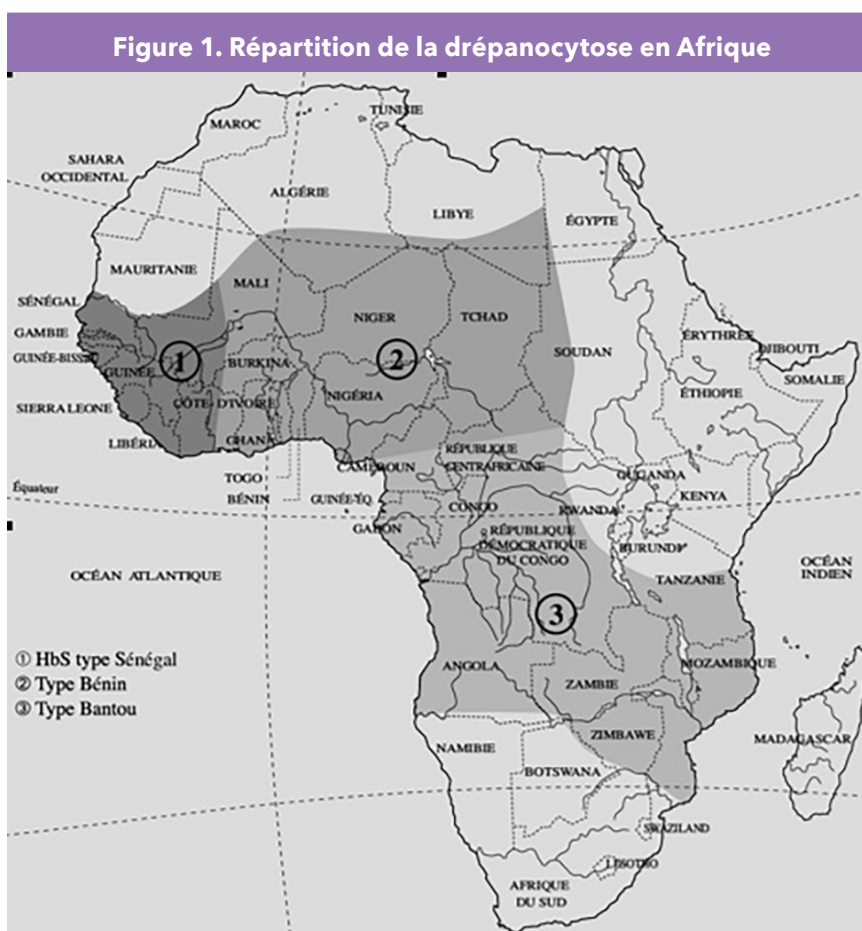 Figure 1. Répartition de la drépanocytose en Afrique
TUNISIE
MAROC
SAHARA
OCCIDENTAL
ALGÉRIE
LIBYE
ÉGYPTE
MAURITANIE
MALI
SÉNÉGAL
NIGER
TCHAD
GAMBIE
ÉRYTHRÉE
DJIBOUTI
GUINÉE-BISSAU
SOUDAN
1
2
BURKINA
GUINÉE
SOMALIE
ÉTHIOPIE
NIGÉRIA
SIERRA LEONE
CÔTE-D'IVOIRE
LIBÉRIA
GHANA
RÉPUBLIQUE
CENTRAFRICAINE
CAMEROUN
TOGO
OUGANDA
Équateur
BÉNIN
GUINÉE-ÉQ.
KENYA
CONGO
RWANDA
GABON
RÉPUBLIQUE
DÉMOCRATIQUE
DU CONGO
BURUNDI
OCÉAN ATLANTIQUE
TANZANIE
OCÉAN
INDIEN
3
① HbS type Sénégal
② Type Bénin
③ Type Bantou
ANGOLA
MOZAMBIQUE
ZAMBIE
ZIMBAWE
MADAGASCAR
NAMIBIE
BOTSWANA
SWAZILAND
LESOTHO
AFRIQUE
DU SUD